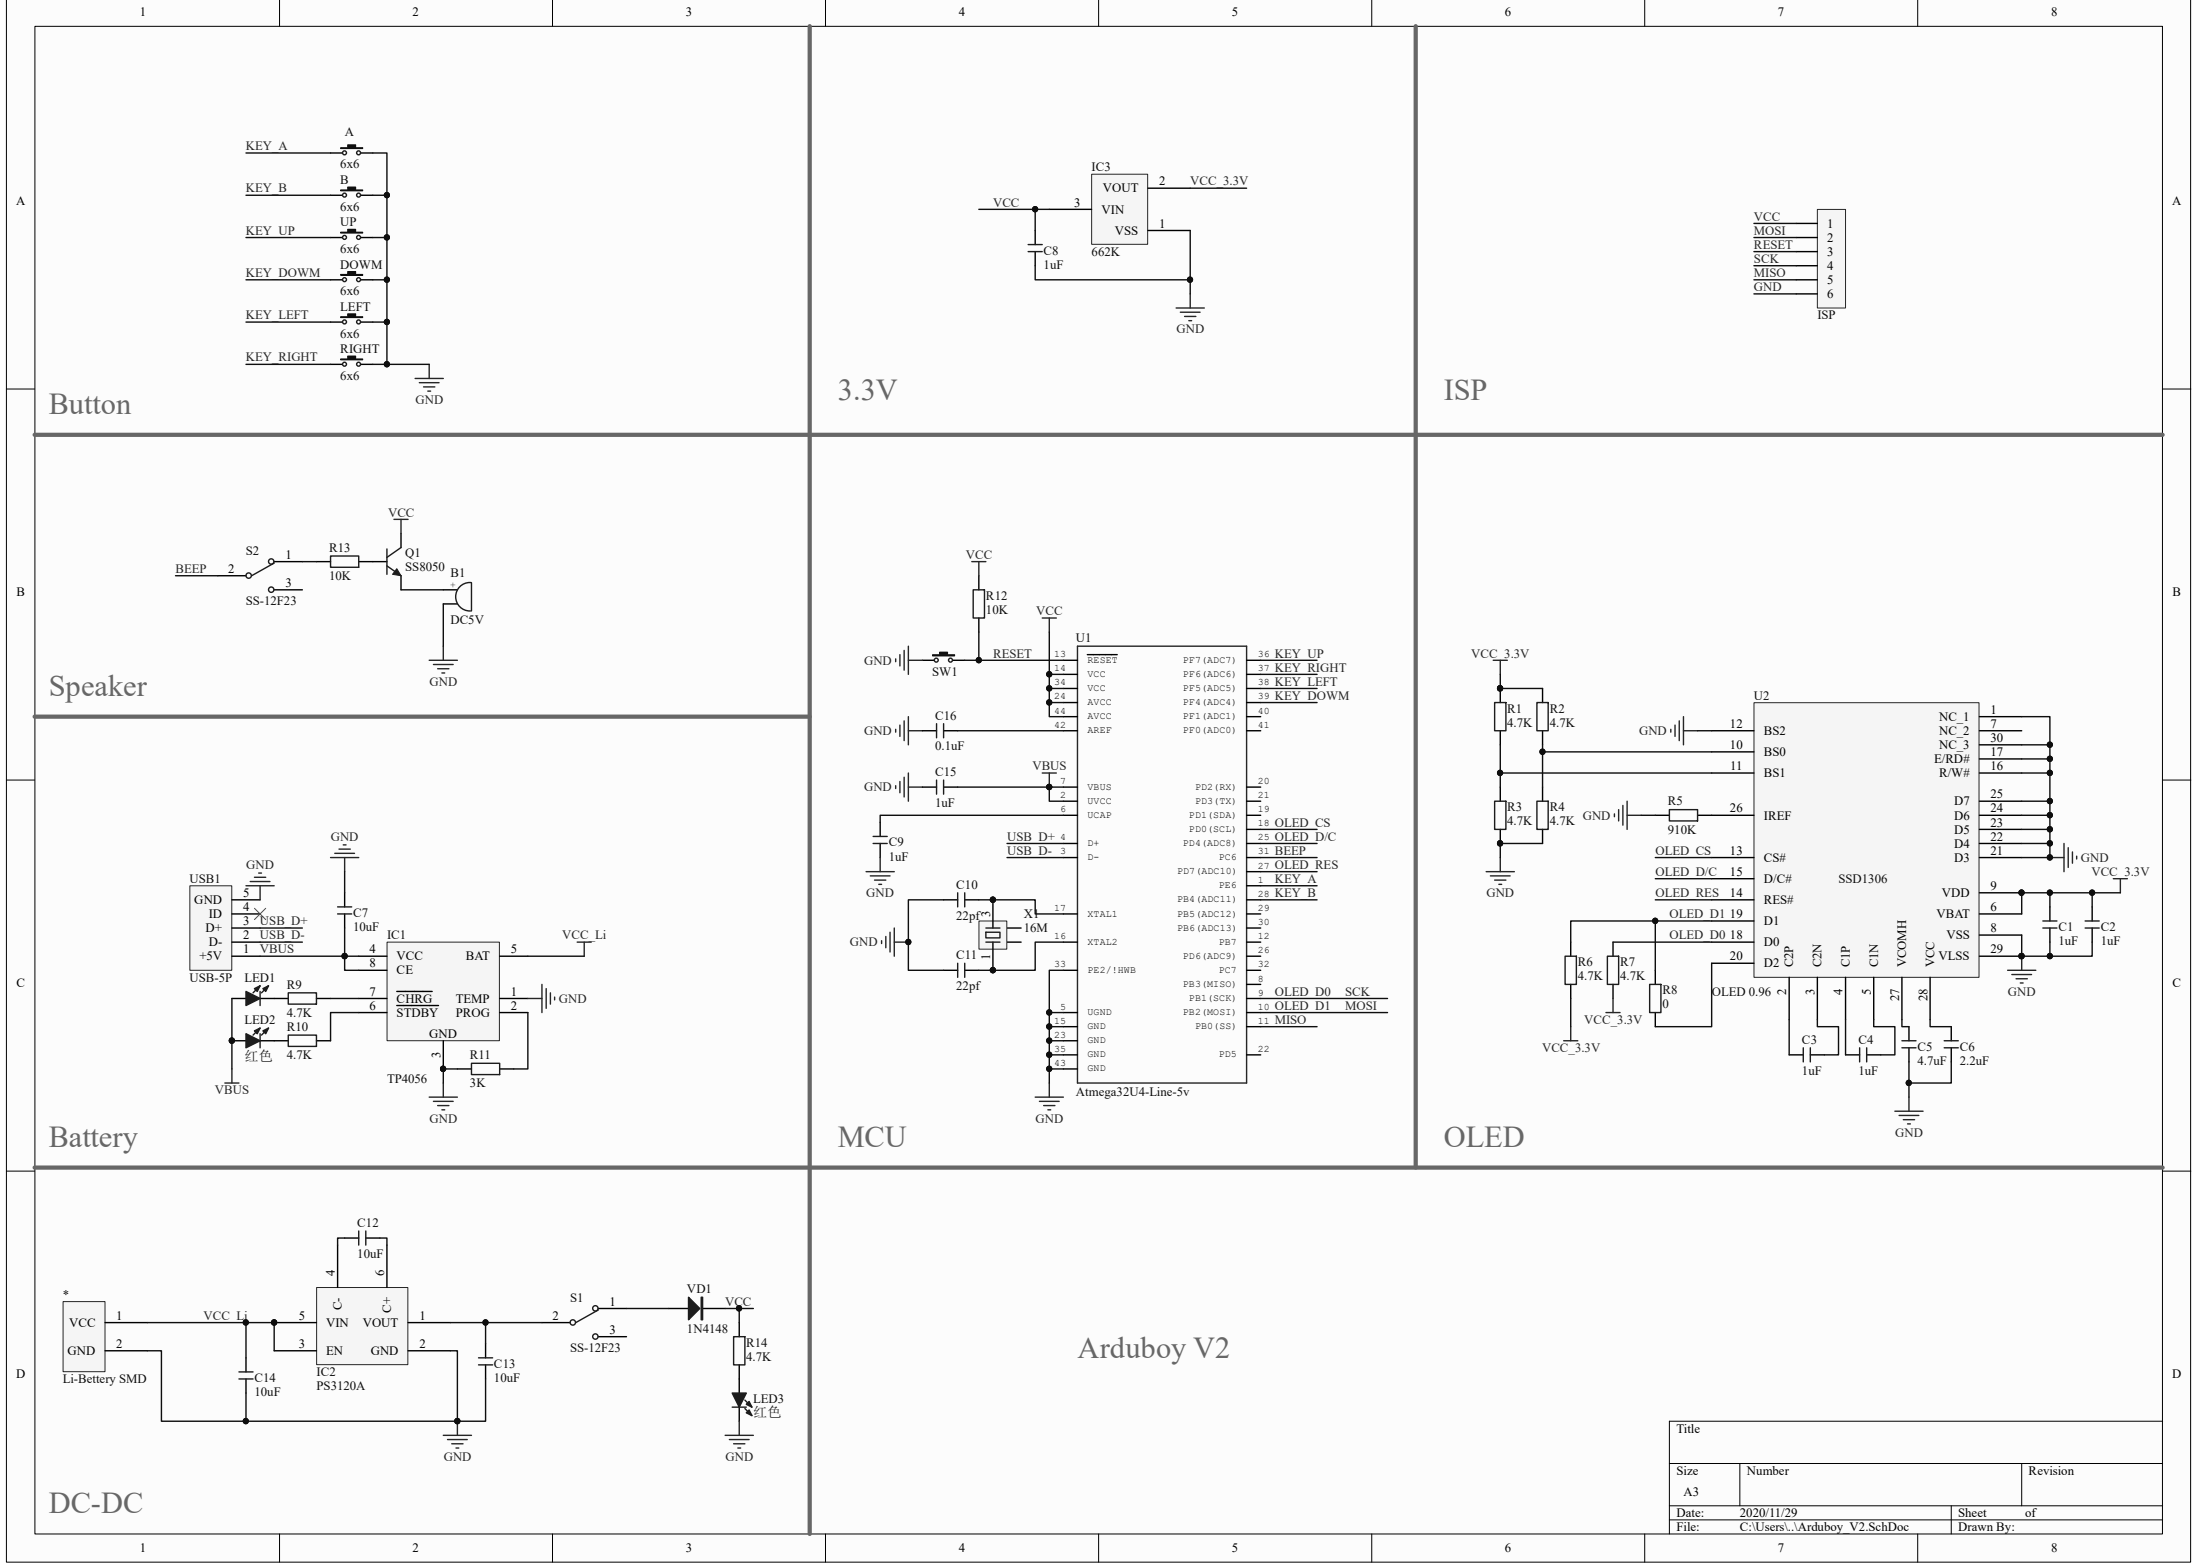 1 2 3 4 5 6 7 8
A
B
C
D
A
B
C
D
1 2 3 4 5 6 7 8
A
KEY_A
6x6
B
KEY_B
6x6
UP
KEY_UP
6x6
DOWM
KEY_DOWM
6x6
LEFT
KEY_LEFT
6x6
RIGHT
KEY_RIGHT
6x6
GND
Button
IC3
VOUT 2 VCC_3.3V
VCC 3 VIN
VSS 1
C8
1uF
662K
GND
3.3V
VCC 1
MOSI 2
RESET 3
SCK 4
MISO 5
GND 6
ISP
ISP
VCC
S2
BEEP 2
1
3
SS-12F23
R13
10K
Q1
SS8050
B1
+
DC5V
GND
Speaker
GND
GND
USB1
GND 5
ID 4
D+ 3 USB_D+
D- 2 USB_D-
+5V 1 VBUS
USB-5P
C7
10uF
IC1
4 VCC
8 CE
7 CHRG
6 STDBY
BAT 5
VCC_Li
TEMP 1 GND
PROG 2
GND
3
LED1
R9
4.7K
LED2
红色
R10
4.7K
VBUS
TP4056
R11
3K
GND
Battery
VCC
R12
10K
VCC
GND
SW1
RESET
U1
13 RESET
14 VCC
34 VCC
24 AVCC
44 AVCC
42 AREF
GND
C16
0.1uF
VBUS
GND
C15
1uF
7 VBUS
2 UVCC
6 UCAP
USB_D+ 4 D+
USB_D- 3 D-
C9
1uF
GND
C10
22pf
X1
16M
3
1
C11
22pf
GND
17 XTAL1
16 XTAL2
33 PE2/!HWB
5 UGND
15 GND
23 GND
35 GND
43 GND
GND
PF7(ADC7) 36 KEY_UP
PF6(ADC6) 37 KEY_RIGHT
PF5(ADC5) 38 KEY_LEFT
PF4(ADC4) 39 KEY_DOWM
PF1(ADC1) 40
PF0(ADC0) 41
PD2(RX) 20
PD3(TX) 21
PD1(SDA) 19
PD0(SCL) 18 OLED_CS
PD4(ADC8) 25 OLED_D/C
PC6 31 BEEP
PD7(ADC10) 27 OLED_RES
PE6 1 KEY_A
PB4(ADC11) 28 KEY_B
PB5(ADC12) 29
PB6(ADC13) 30
PB7 12
PD6(ADC9) 26
PC7 32
PB3(MISO) 8
PB1(SCK) 9 OLED_D0 SCK
PB2(MOSI) 10 OLED_D1 MOSI
PB0(SS) 11 MISO
PD5 22
Atmega32U4-Line-5v
MCU
VCC_3.3V
R1
4.7K
R2
4.7K
R3
4.7K
R4
4.7K
GND
U2
GND 12 BS2
10 BS0
11 BS1
GND
R5
910K
26 IREF
OLED_CS 13 CS#
OLED_D/C 15 D/C#
OLED_RES 14 RES#
OLED_D1 19 D1
OLED_D0 18 D0
20 D2
SSD1306
R6
4.7K
R7
4.7K
R8
0
VCC_3.3V
VCC_3.3V
OLED 0.96
NC_1 1
NC_2 7
NC_3 30
E/RD# 17
R/W# 16
D7 25
D6 24
D5 23
D4 22
D3 21
GND
VCC_3.3V
VDD 9
VBAT 6
VSS 8
VLSS 29
C1
1uF
C2
1uF
GND
C2P 2
C2N 3
C1P 4
C1N 5
VCOMH 27
VCC 28
C3
1uF
C4
1uF
C5
4.7uF
C6
2.2uF
GND
OLED
C12
10uF
4
6
*
VCC 1
GND 2
Li-Bettery SMD
VCC_Li
C14
10uF
5 VIN
3 EN
C-
C+
VOUT 1
GND 2
IC2
PS3120A
C13
10uF
GND
S1
2
1
3
SS-12F23
VD1
1N4148
VCC
R14
4.7K
LED3
红色
GND
DC-DC
Arduboy V2
Title
Size
A3
Number
Revision
Date: 2020/11/29 Sheet of
File: C:\Users\..\Arduboy_V2.SchDoc Drawn By: